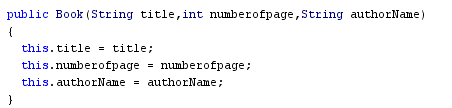 public Book(String title,int numberofpage,String authorName)
{
this.title = title;
this.numberofpage = numberofpage;
this.authorName = authorName;
}